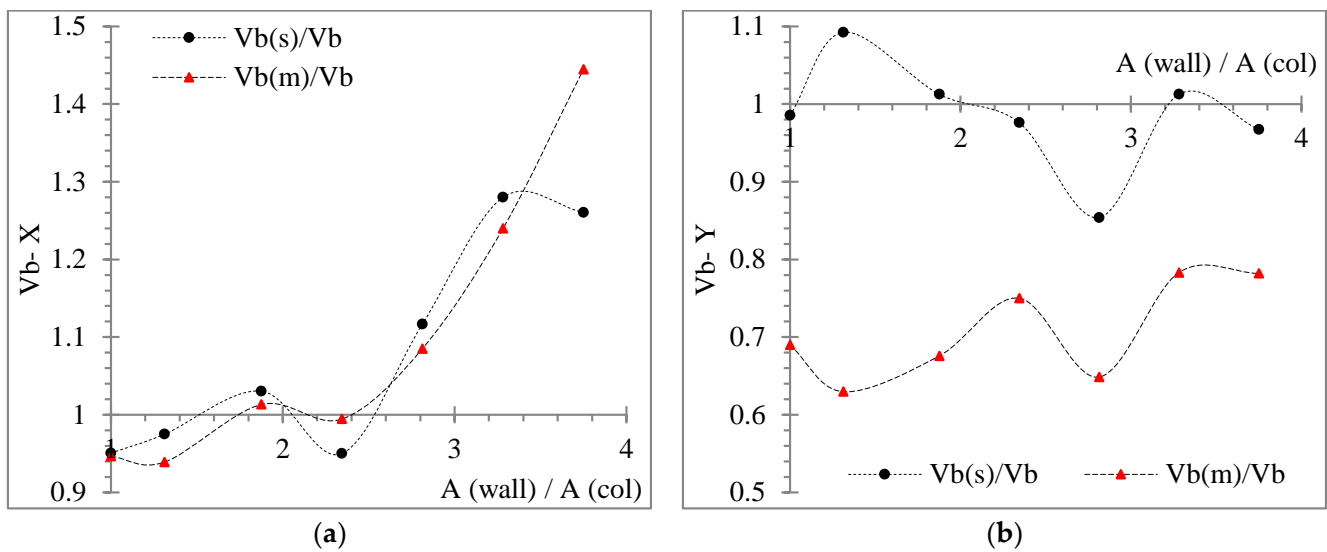 1.5
Vb(s)/Vb
Vb(m)/Vb
1.4
1.3
1.2
1.1
1
0.9
Vb- X
1
2
3
4
A (wall) / A (col)
(a)
1.1
A (wall) / A (col)
1
1
2
3
4
0.9
0.8
0.7
0.6
0.5
Vb- Y
Vb(s)/Vb
Vb(m)/Vb
(b)